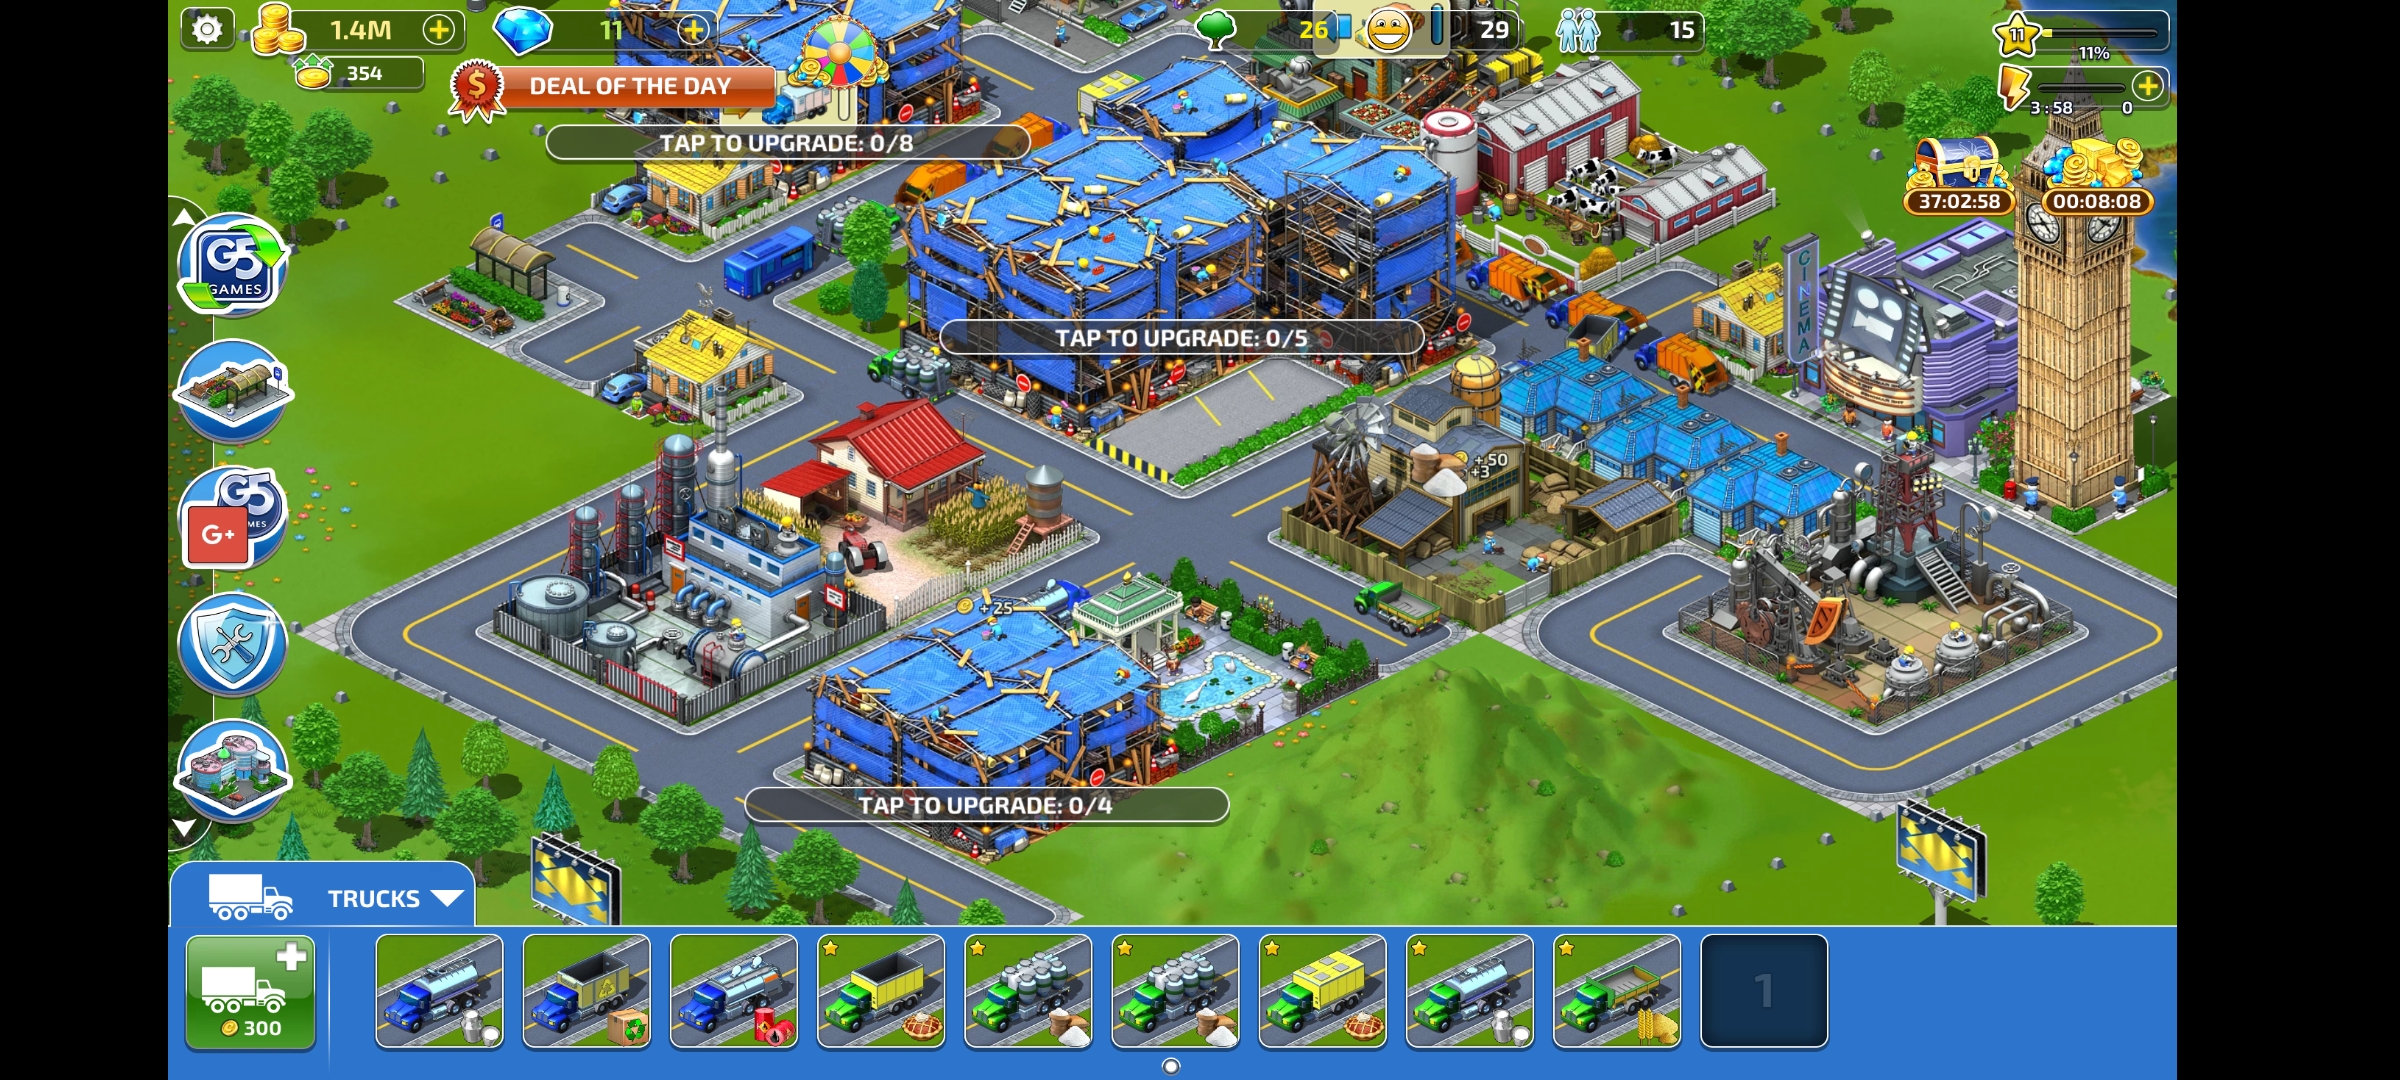 1.4M
11
26
29
15
11
11%
354
DEAL OF THE DAY
3:58
0
TAP TO UPGRADE: 0/8
37:02:58
00:08:08
G5
GAMES
CINEMA
TAP TO UPGRADE: 0/5
+50
+3
G5
G+
+25
TAP TO UPGRADE: 0/4
TRUCKS
300
1